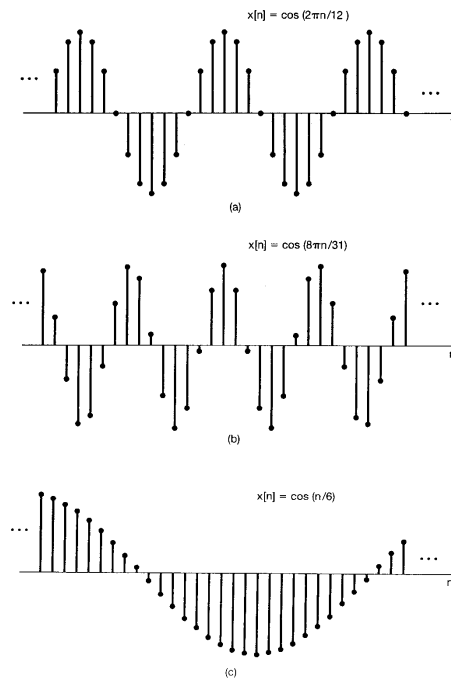 x[n] = cos (2πn/12 )
... ...
(a)
x[n] = cos (8πn/31)
... ...
n
(b)
x[n] = cos (n/6)
... ...
n
(c)